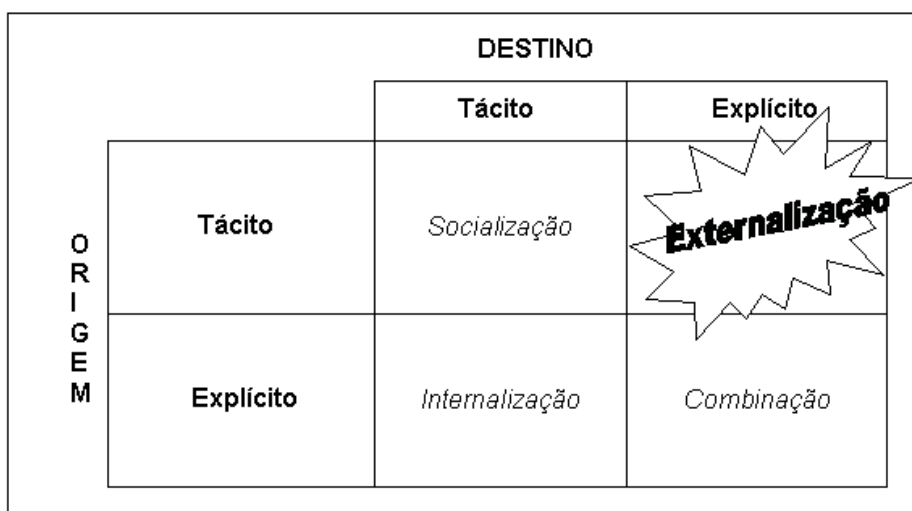 DESTINO
Tácito Explícito
ORIGEM
Tácito Socialização Externalização
Explícito Internalização Combinação